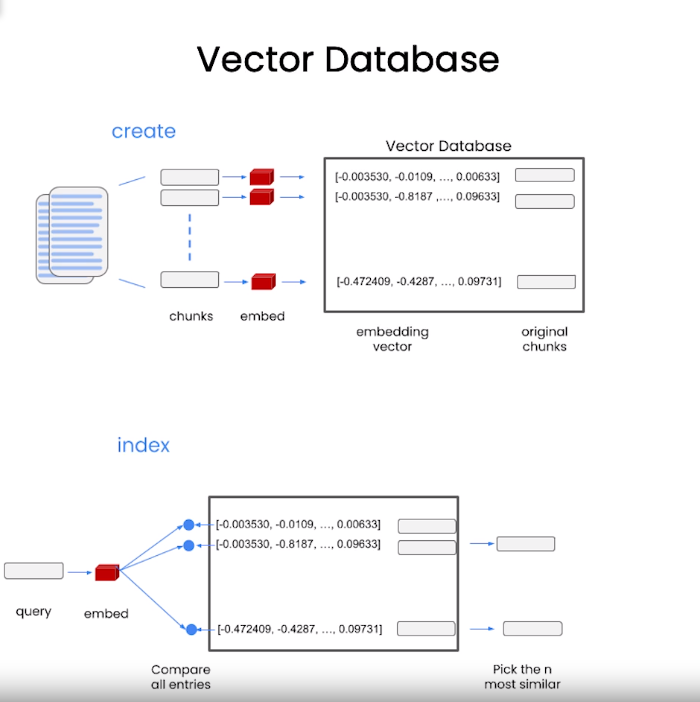 Vector Database
create
Vector Database
[-0.003530, -0.0109, ..., 0.00633]
[-0.003530, -0.8187 ,..., 0.09633]
[-0.472409, -0.4287, ..., 0.09731]
chunks
embed
embedding
vector
original
chunks
index
[-0.003530, -0.0109, ..., 0.00633]
[-0.003530, -0.8187, ..., 0.09633]
[-0.472409, -0.4287, ..., 0.09731]
query
embed
Compare
all entries
Pick the n
most similar